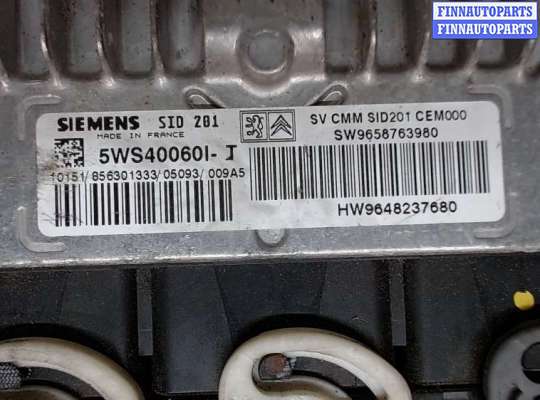 FINNAUTOPARTS
FINNAUTOPARTS
SIEMENS SID 201
MADE IN FRANCE
5WS40060I- J
10151/856301333/05093/009A5
SV CMM SID201 CEM000
SW9658763980
HW9648237680